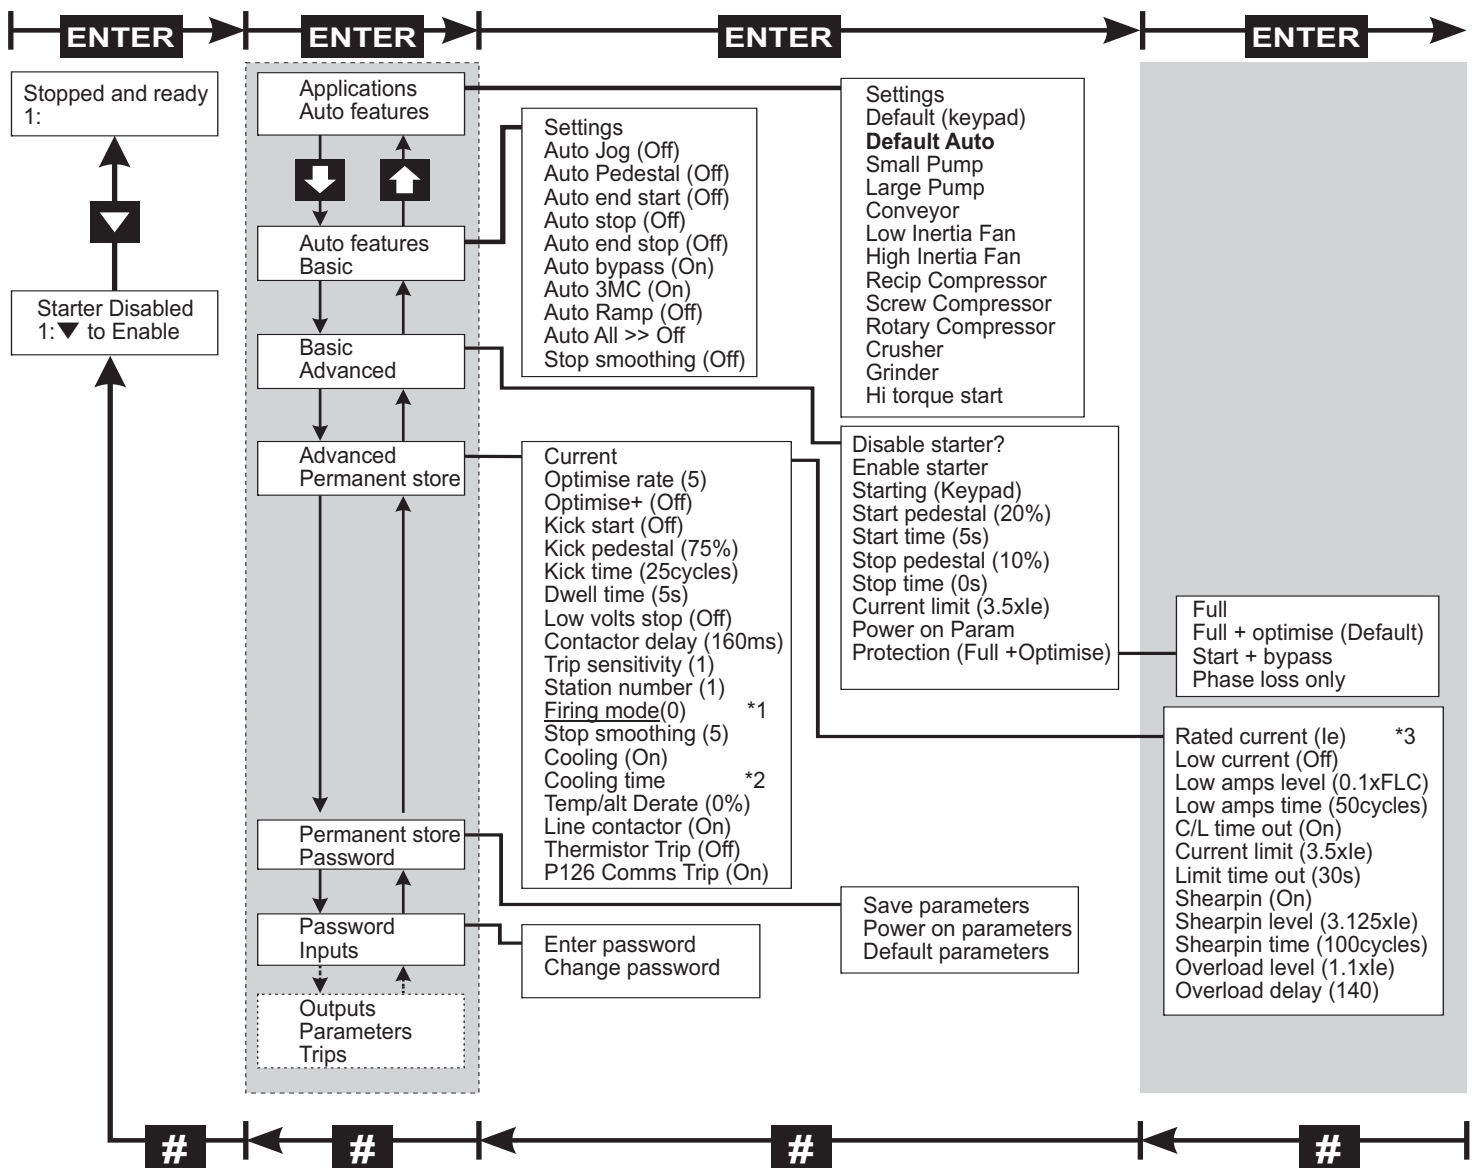 ENTER
ENTER
ENTER
ENTER
Stopped and ready
1:
Starter Disabled
1:▼ to Enable
Applications
Auto features
Auto features
Basic
Basic
Advanced
Advanced
Permanent store
Permanent store
Password
Password
Inputs
Outputs
Parameters
Trips
Settings
Auto Jog (Off)
Auto Pedestal (Off)
Auto end start (Off)
Auto stop (Off)
Auto end stop (Off)
Auto bypass (On)
Auto 3MC (On)
Auto Ramp (Off)
Auto All >> Off
Stop smoothing (Off)
Current
Optimise rate (5)
Optimise+ (Off)
Kick start (Off)
Kick pedestal (75%)
Kick time (25cycles)
Dwell time (5s)
Low volts stop (Off)
Contactor delay (160ms)
Trip sensitivity (1)
Station number (1)
Firing mode(0) *1
Stop smoothing (5)
Cooling (On)
Cooling time *2
Temp/alt Derate (0%)
Line contactor (On)
Thermistor Trip (Off)
P126 Comms Trip (On)
Enter password
Change password
Settings
Default (keypad)
Default Auto
Small Pump
Large Pump
Conveyor
Low Inertia Fan
High Inertia Fan
Recip Compressor
Screw Compressor
Rotary Compressor
Crusher
Grinder
Hi torque start
Disable starter?
Enable starter
Starting (Keypad)
Start pedestal (20%)
Start time (5s)
Stop pedestal (10%)
Stop time (0s)
Current limit (3.5xIe)
Power on Param
Protection (Full +Optimise)
Save parameters
Power on parameters
Default parameters
Full
Full + optimise (Default)
Start + bypass
Phase loss only
Rated current (Ie) *3
Low current (Off)
Low amps level (0.1xFLC)
Low amps time (50cycles)
C/L time out (On)
Current limit (3.5xIe)
Limit time out (30s)
Shearpin (On)
Shearpin level (3.125xIe)
Shearpin time (100cycles)
Overload level (1.1xIe)
Overload delay (140)
#
#
#
#